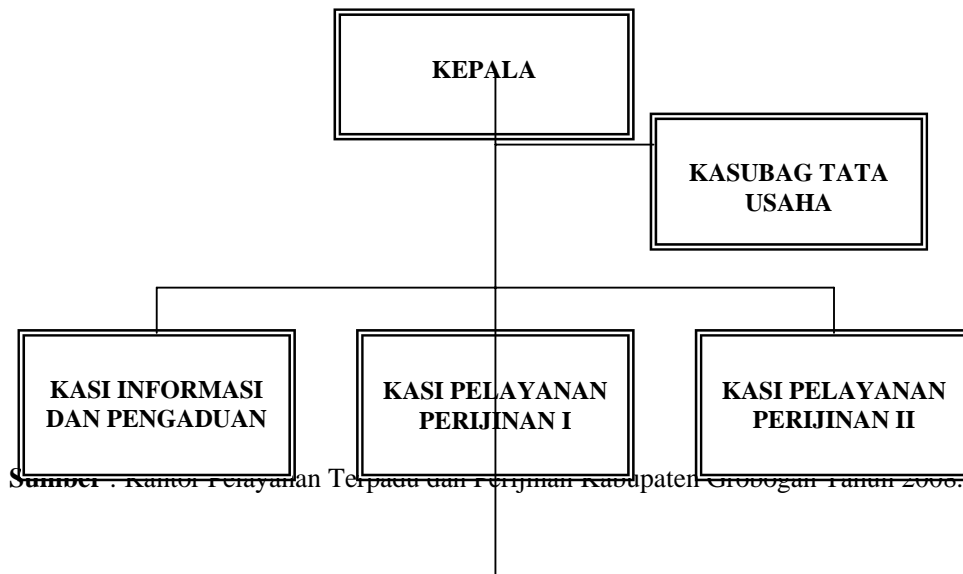 KEPALA
KASUBAG TATA
USAHA
KASI INFORMASI
DAN PENGADUAN
KASI PELAYANAN
PERIJINAN I
KASI PELAYANAN
PERIJINAN II
Sumber : Kantor Pelayanan Terpadu dan Perijinan Kabupaten Grobogan Tahun 2008.